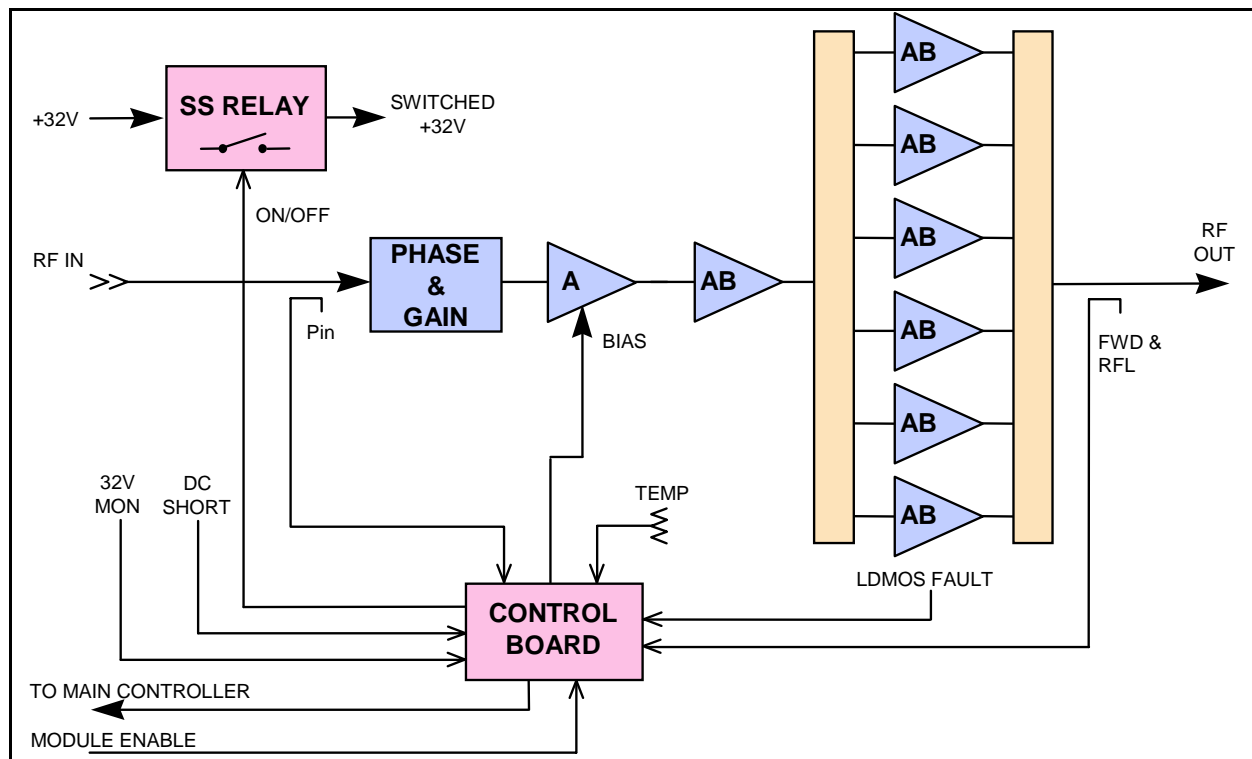 +32V
SS RELAY
SWITCHED
+32V
ON/OFF
RF IN
PHASE
&
GAIN
Pin
A
BIAS
AB
AB
AB
AB
AB
AB
AB
RF
OUT
FWD &
RFL
32V
MON
DC
SHORT
TEMP
LDMOS FAULT
CONTROL
BOARD
TO MAIN CONTROLLER
MODULE ENABLE